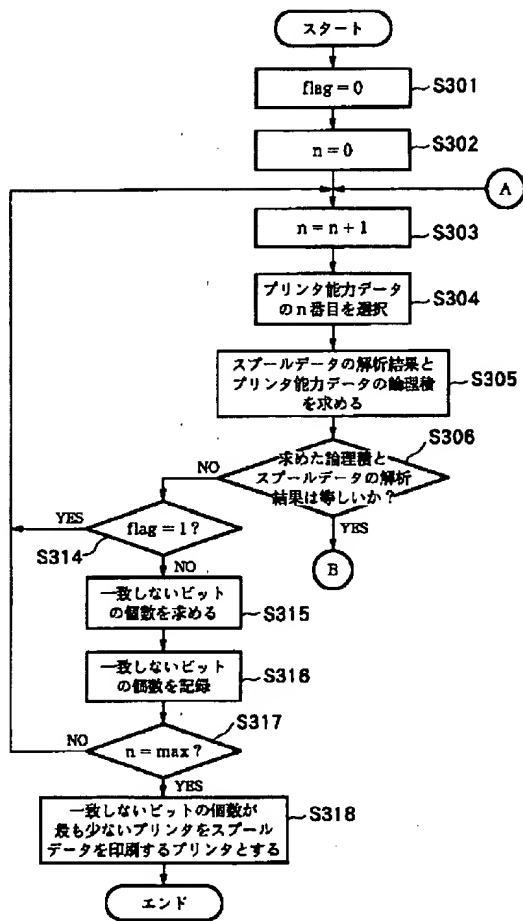 スタート
flag = 0
S301
n = 0
S302
A
n = n + 1
S303
プリンタ能力データ
のn番目を選択
S304
スプールデータの解析結果と
プリンタ能力データの論理積
を求める
S305
S306
求めた論理積と
スプールデータの解析
結果は等しいか?
NO
YES
B
YES
flag = 1?
S314
NO
一致しないビット
の個数を求める
S315
一致しないビット
の個数を記録
S316
S317
NO
n = max?
YES
一致しないビットの個数が
最も少ないプリンタをスプール
データを印刷するプリンタとする
S318
エンド